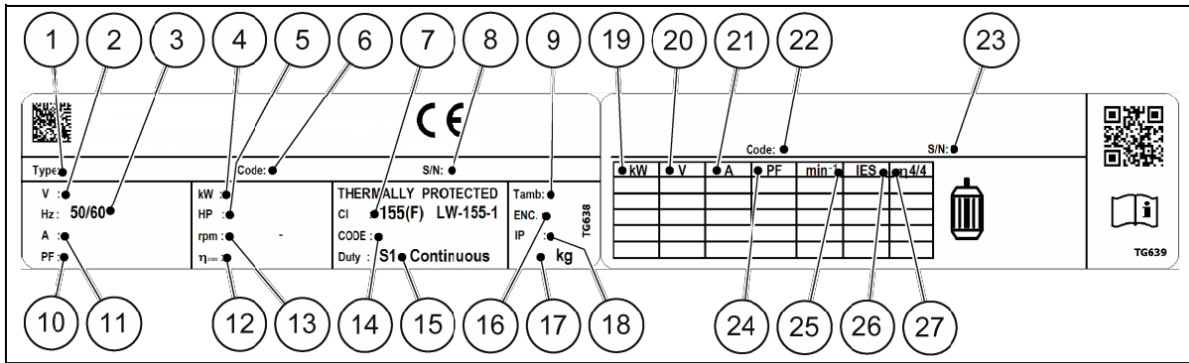 1 2 3 4 5 6 7 8 9 19 20 21 22 23
CE
Type: Code: S/N:
V : kW : THERMALLY PROTECTED Tamb:
Hz : 50/60 HP : CI : 155(F) LW-155-1 ENC.
A : rpm : - CODE : IP :
PF : Duty : S1 Continuous kg
TG638
Code: S/N:
kW V A PF min-1 IES η4/4
TG639
10 11 12 13 14 15 16 17 18 24 25 26 27